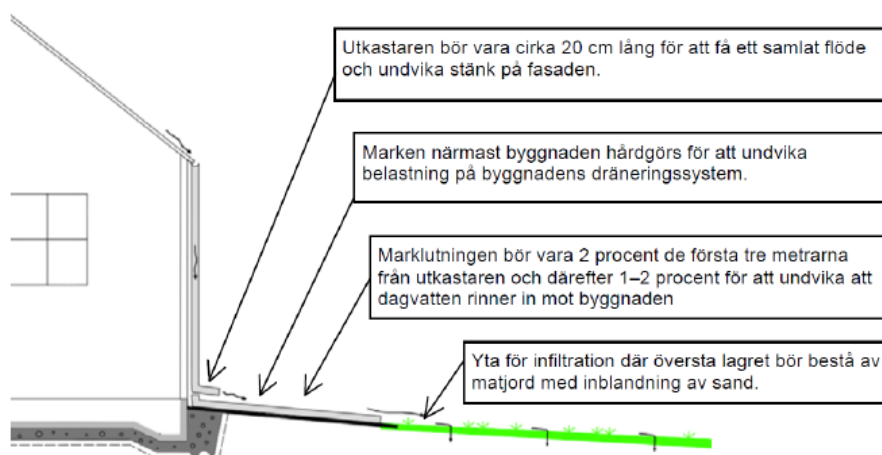 Utkastaren bör vara cirka 20 cm lång för att få ett samlat flöde
och undvika stänk på fasaden.
Marken närmast byggnaden hårdgörs för att undvika
belastning på byggnadens dräneringssystem.
Marklutningen bör vara 2 procent de första tre metrarna
från utkastaren och därefter 1–2 procent för att undvika att
dagvatten rinner in mot byggnaden
Yta för infiltration där översta lagret bör bestå av
matjord med inblandning av sand.